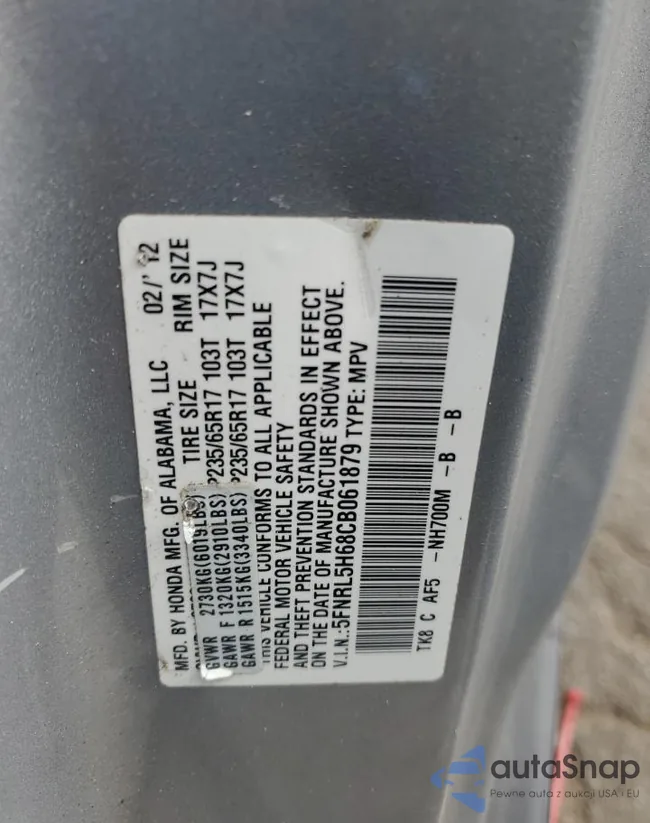 MFD. BY HONDA MFG. OF ALABAMA, LLC 02/'12
TIRE SIZE RIM SIZE
GVWR 2730KG(6019LBS)
GAWR F 1320KG(2910LBS) P235/65R17 103T 17X7J
GAWR R 1515KG(3340LBS) P235/65R17 103T 17X7J
THIS VEHICLE CONFORMS TO ALL APPLICABLE
FEDERAL MOTOR VEHICLE SAFETY
AND THEFT PREVENTION STANDARDS IN EFFECT
ON THE DATE OF MANUFACTURE SHOWN ABOVE.
V.I.N.:5FNRL5H68CB061879 TYPE: MPV
TK8 C AF5 -NH700M -B -B
autaSnap
Pewne auta z aukcji USA i EU